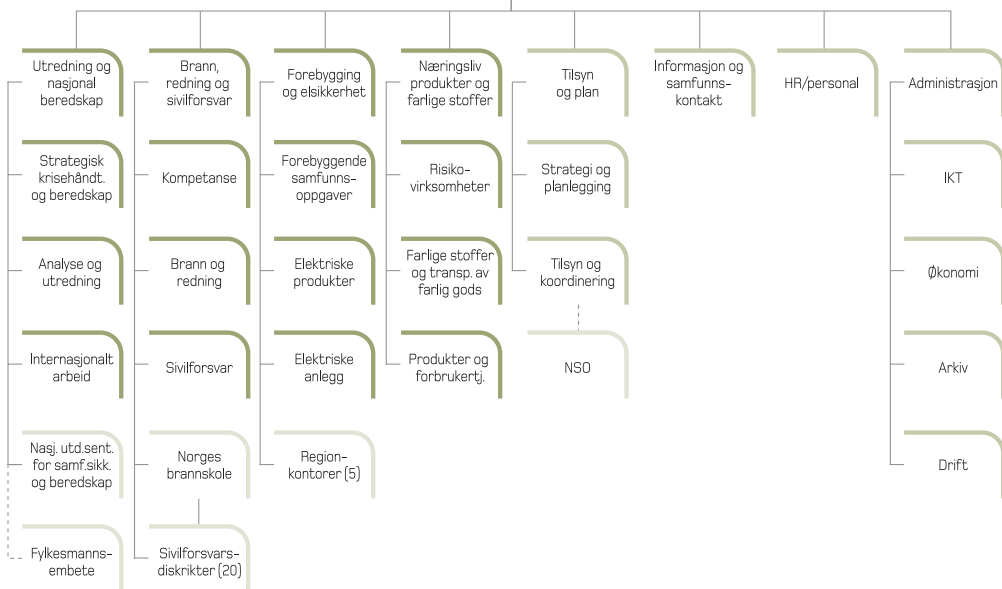 Utredning og
nasjonal
beredskap
Brann,
redning og
sivilforsvar
Forebygging
og elsikkerhet
Næringsliv
produkter og
farlige stoffer
Tilsyn
og plan
Informasjon og
samfunns-
kontakt
HR/personal
Administrasjon
Strategisk
krisehåndt.
og beredskap
Kompetanse
Forebyggende
samfunns-
oppgaver
Risiko-
virksomheter
Strategi og
planlegging
IKT
Analyse og
utredning
Brann og
redning
Elektriske
produkter
Farlige stoffer
og transp. av
farlig gods
Tilsyn og
koordinering
Økonomi
Internasjonalt
arbeid
Sivilforsvar
Elektriske
anlegg
Produkter og
forbrukertj.
NSO
Arkiv
Nasj. utd.sent.
for samf.sikk.
og beredskap
Norges
brannskole
Region-
kontorer (5)
Drift
Fylkesmanns-
embete
Sivilforsvars-
diskrikter (20)